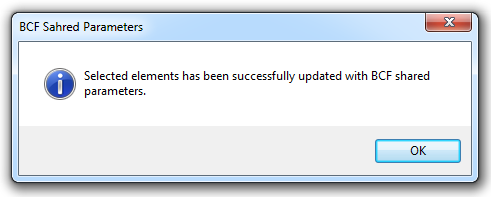 BCF Sahred Parameters
Selected elements has been successfully updated with BCF shared
parameters.
OK